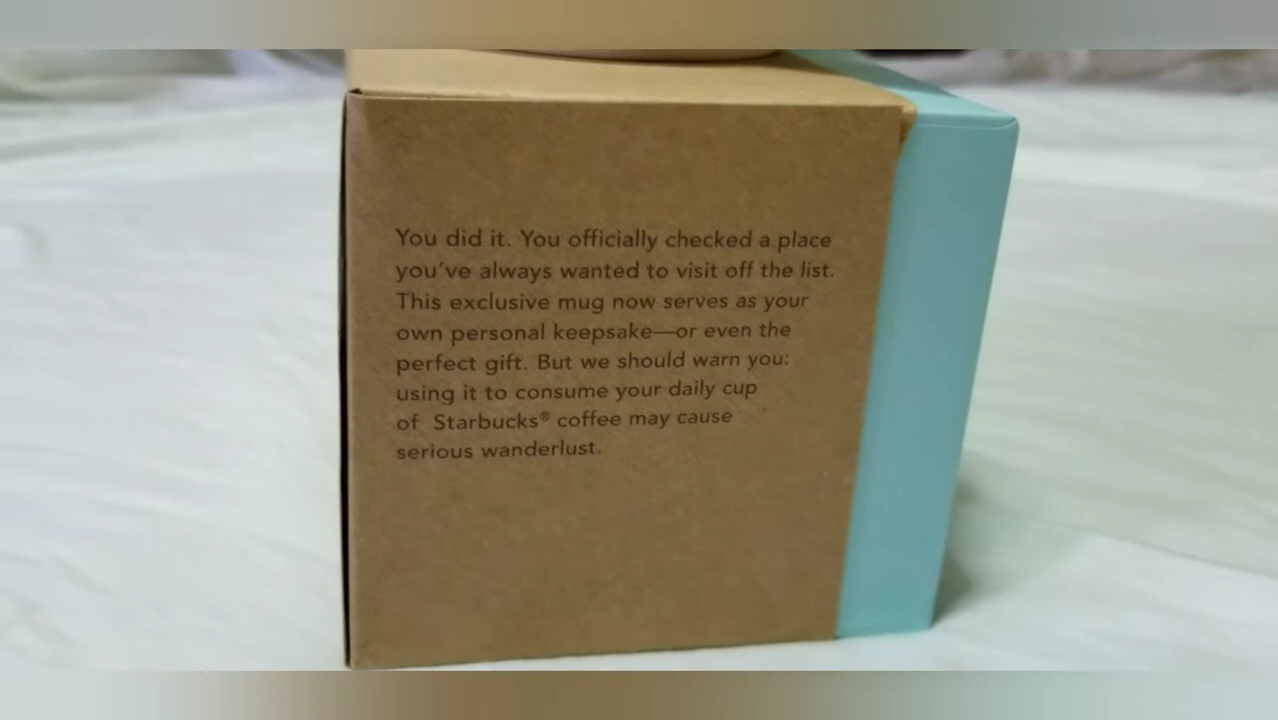 You did it. You officially checked a place
you've always wanted to visit off the list.
This exclusive mug now serves as your
own personal keepsake—or even the
perfect gift. But we should warn you:
using it to consume your daily cup
of Starbucks® coffee may cause
serious wanderlust.